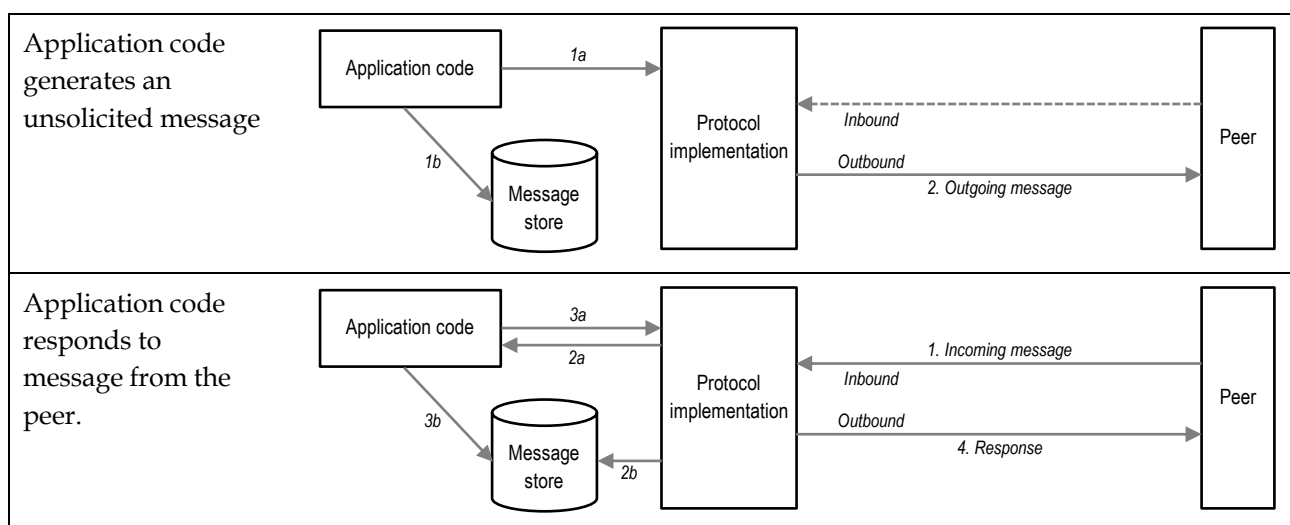 Application code
generates an
unsolicited message
Application code
1a
1b
Message
store
Protocol
implementation
Inbound
Outbound
2. Outgoing message
Peer
Application code
responds to
message from the
peer.
Application code
3a
2a
3b
Message
store
2b
Protocol
implementation
1. Incoming message
Inbound
Outbound
4. Response
Peer